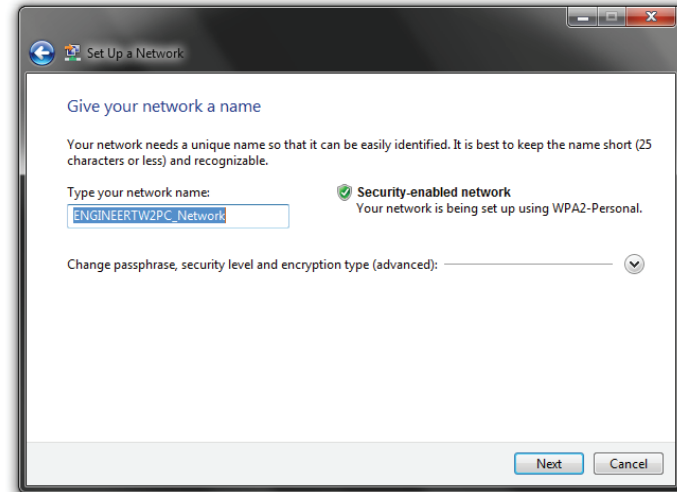 Set Up a Network
Give your network a name
Your network needs a unique name so that it can be easily identified. It is best to keep the name short (25
characters or less) and recognizable.
Type your network name:
Security-enabled network
ENGINEERTW2PC_Network
Your network is being set up using WPA2-Personal.
Change passphrase, security level and encryption type (advanced):
Next
Cancel